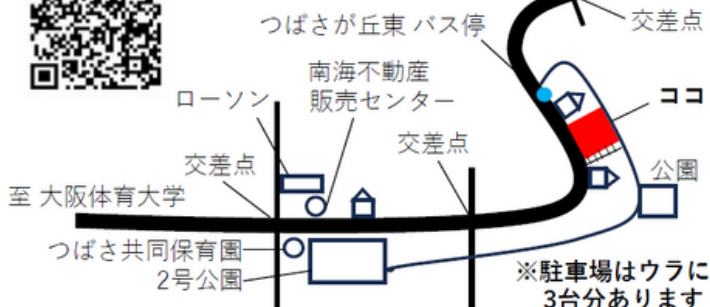 つばさが丘東 バス停
交差点
南海不動産
販売センター
ローソン
ココ
交差点
交差点
公園
至 大阪体育大学
つばさ共同保育園
2号公園
※駐車場はウラに
3台分あります